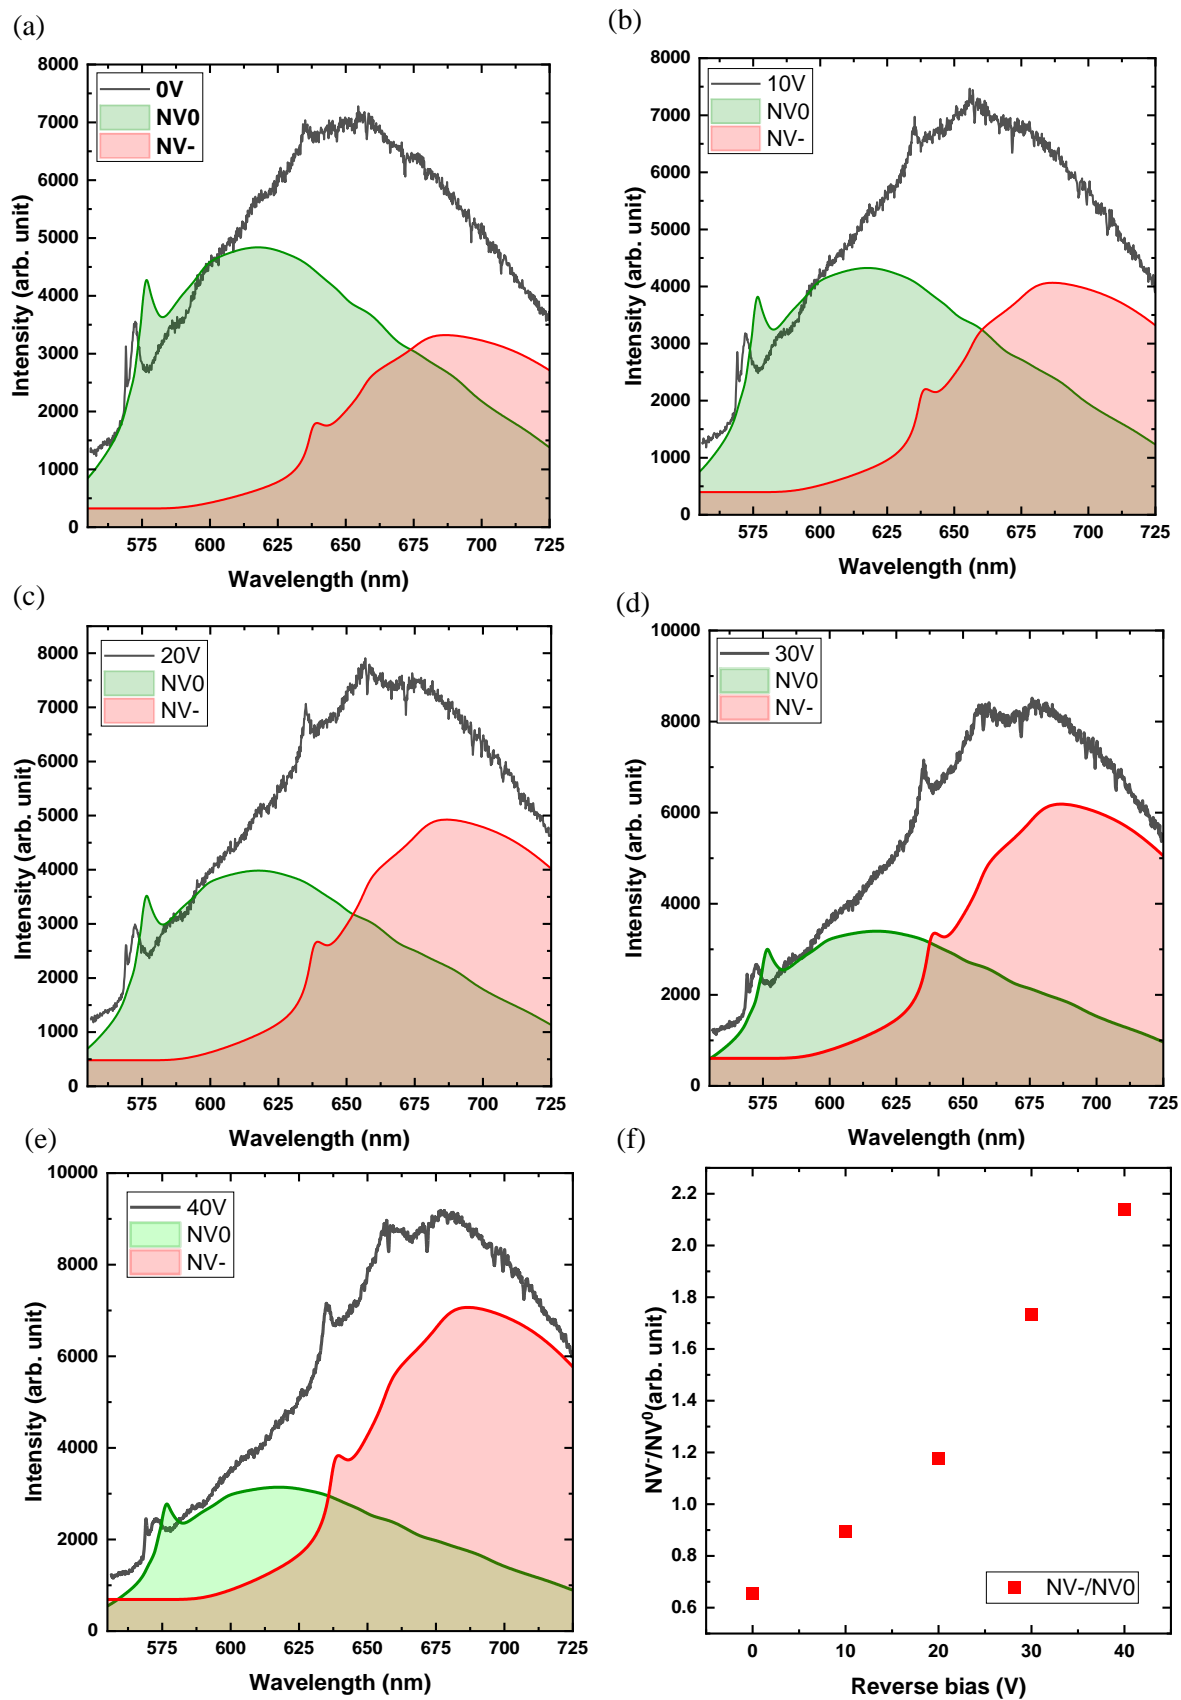 (a)
8000
7000
6000
5000
4000
3000
2000
1000
0
Intensity (arb. unit)
0V
NV0
NV-
575 600 625 650 675 700 725
Wavelength (nm)
(b)
8000
7000
6000
5000
4000
3000
2000
1000
0
Intensity (arb. unit)
10V
NV0
NV-
575 600 625 650 675 700 725
Wavelength (nm)
(c)
8000
7000
6000
5000
4000
3000
2000
1000
0
Intensity (arb. unit)
20V
NV0
NV-
575 600 625 650 675 700 725
Wavelength (nm)
(d)
10000
8000
6000
4000
2000
0
Intensity (arb. unit)
30V
NV0
NV-
575 600 625 650 675 700 725
Wavelength (nm)
(e)
10000
8000
6000
4000
2000
0
Intensity (arb. unit)
40V
NV0
NV-
575 600 625 650 675 700 725
Wavelength (nm)
(f)
2.2
2.0
1.8
1.6
1.4
1.2
1.0
0.8
0.6
NV⁻/NV⁰(arb. unit)
NV-/NV0
0 10 20 30 40
Reverse bias (V)